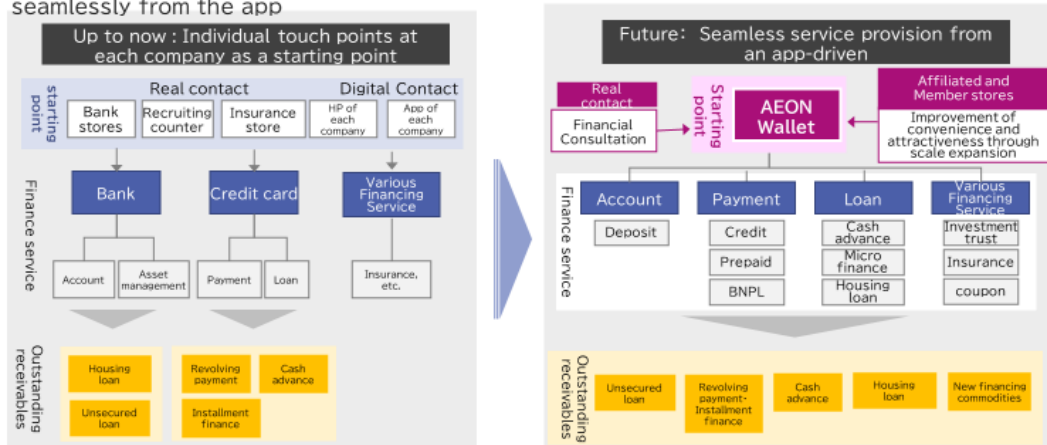 seamlessly from the app
Up to now : Individual touch points at
each company as a starting point
starting
point
Real contact
Digital Contact
Bank
stores
Recruiting
counter
Insurance
store
HP of
each
company
App of
each
company
Finance service
Bank
Credit card
Various
Financing
Service
Account
Asset
management
Payment
Loan
Insurance,
etc.
Outstanding
receivables
Housing
loan
Unsecured
loan
Revolving
payment
Cash
advance
Installment
finance
Future: Seamless service provision from
an app-driven
Real
contact
Financial
Consultation
Starting
point
AEON
Wallet
Affiliated and
Member stores
Improvement of
convenience and
attractiveness through
scale expansion
Finance service
Account
Payment
Loan
Various
Financing
Service
Deposit
Credit
Prepaid
BNPL
Cash
advance
Micro
finance
Housing
loan
Investment
trust
Insurance
coupon
Outstanding
receivables
Unsecured
loan
Revolving
payment-
Installment
finance
Cash
advance
Housing
loan
New financing
commodities